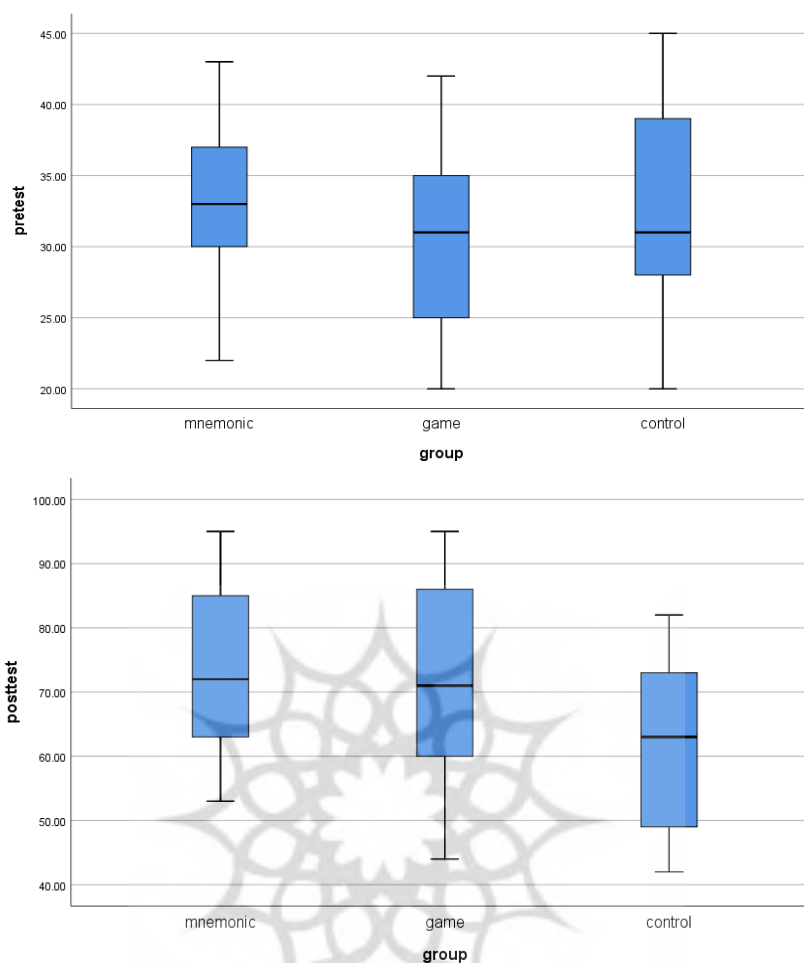 45.00
40.00
35.00
30.00
25.00
20.00
pretest
mnemonic game control
group
100.00
90.00
80.00
70.00
60.00
50.00
40.00
posttest
mnemonic game control
group